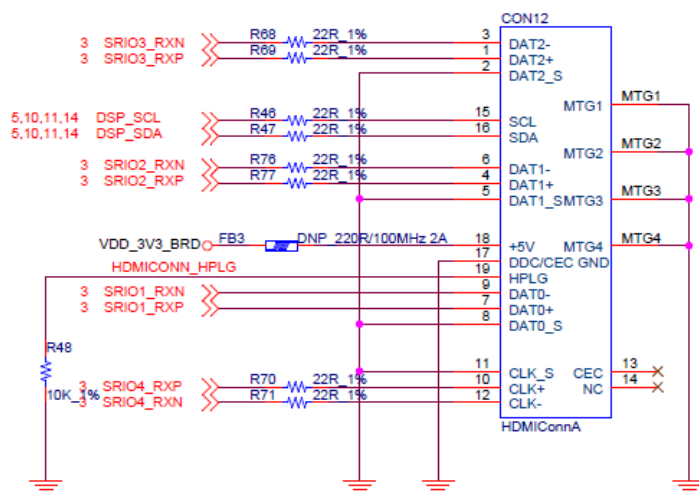 CON12
3 SRIO3_RXN R68 22R_1% 3 DAT2-
3 SRIO3_RXP R69 22R_1% 1 DAT2+
2 DAT2_S
MTG1 MTG1
5,10,11,14 DSP_SCL R46 22R_1% 15 SCL
5,10,11,14 DSP_SDA R47 22R_1% 16 SDA
MTG2 MTG2
3 SRIO2_RXN R76 22R_1% 6 DAT1-
3 SRIO2_RXP R77 22R_1% 4 DAT1+
5 DAT1_S MTG3 MTG3
VDD_3V3_BRD FB3 DNP_220R/100MHz 2A 18 +5V MTG4 MTG4
17 DDC/CEC GND
HDMICONN_HPLG 19 HPLG
3 SRIO1_RXN 9 DAT0-
3 SRIO1_RXP 7 DAT0+
8 DAT0_S
R48
11 CLK_S CEC 13
10K_1%
3 SRIO4_RXP R70 22R_1% 10 CLK+ NC 14
3 SRIO4_RXN R71 22R_1% 12 CLK-
HDMIConnA